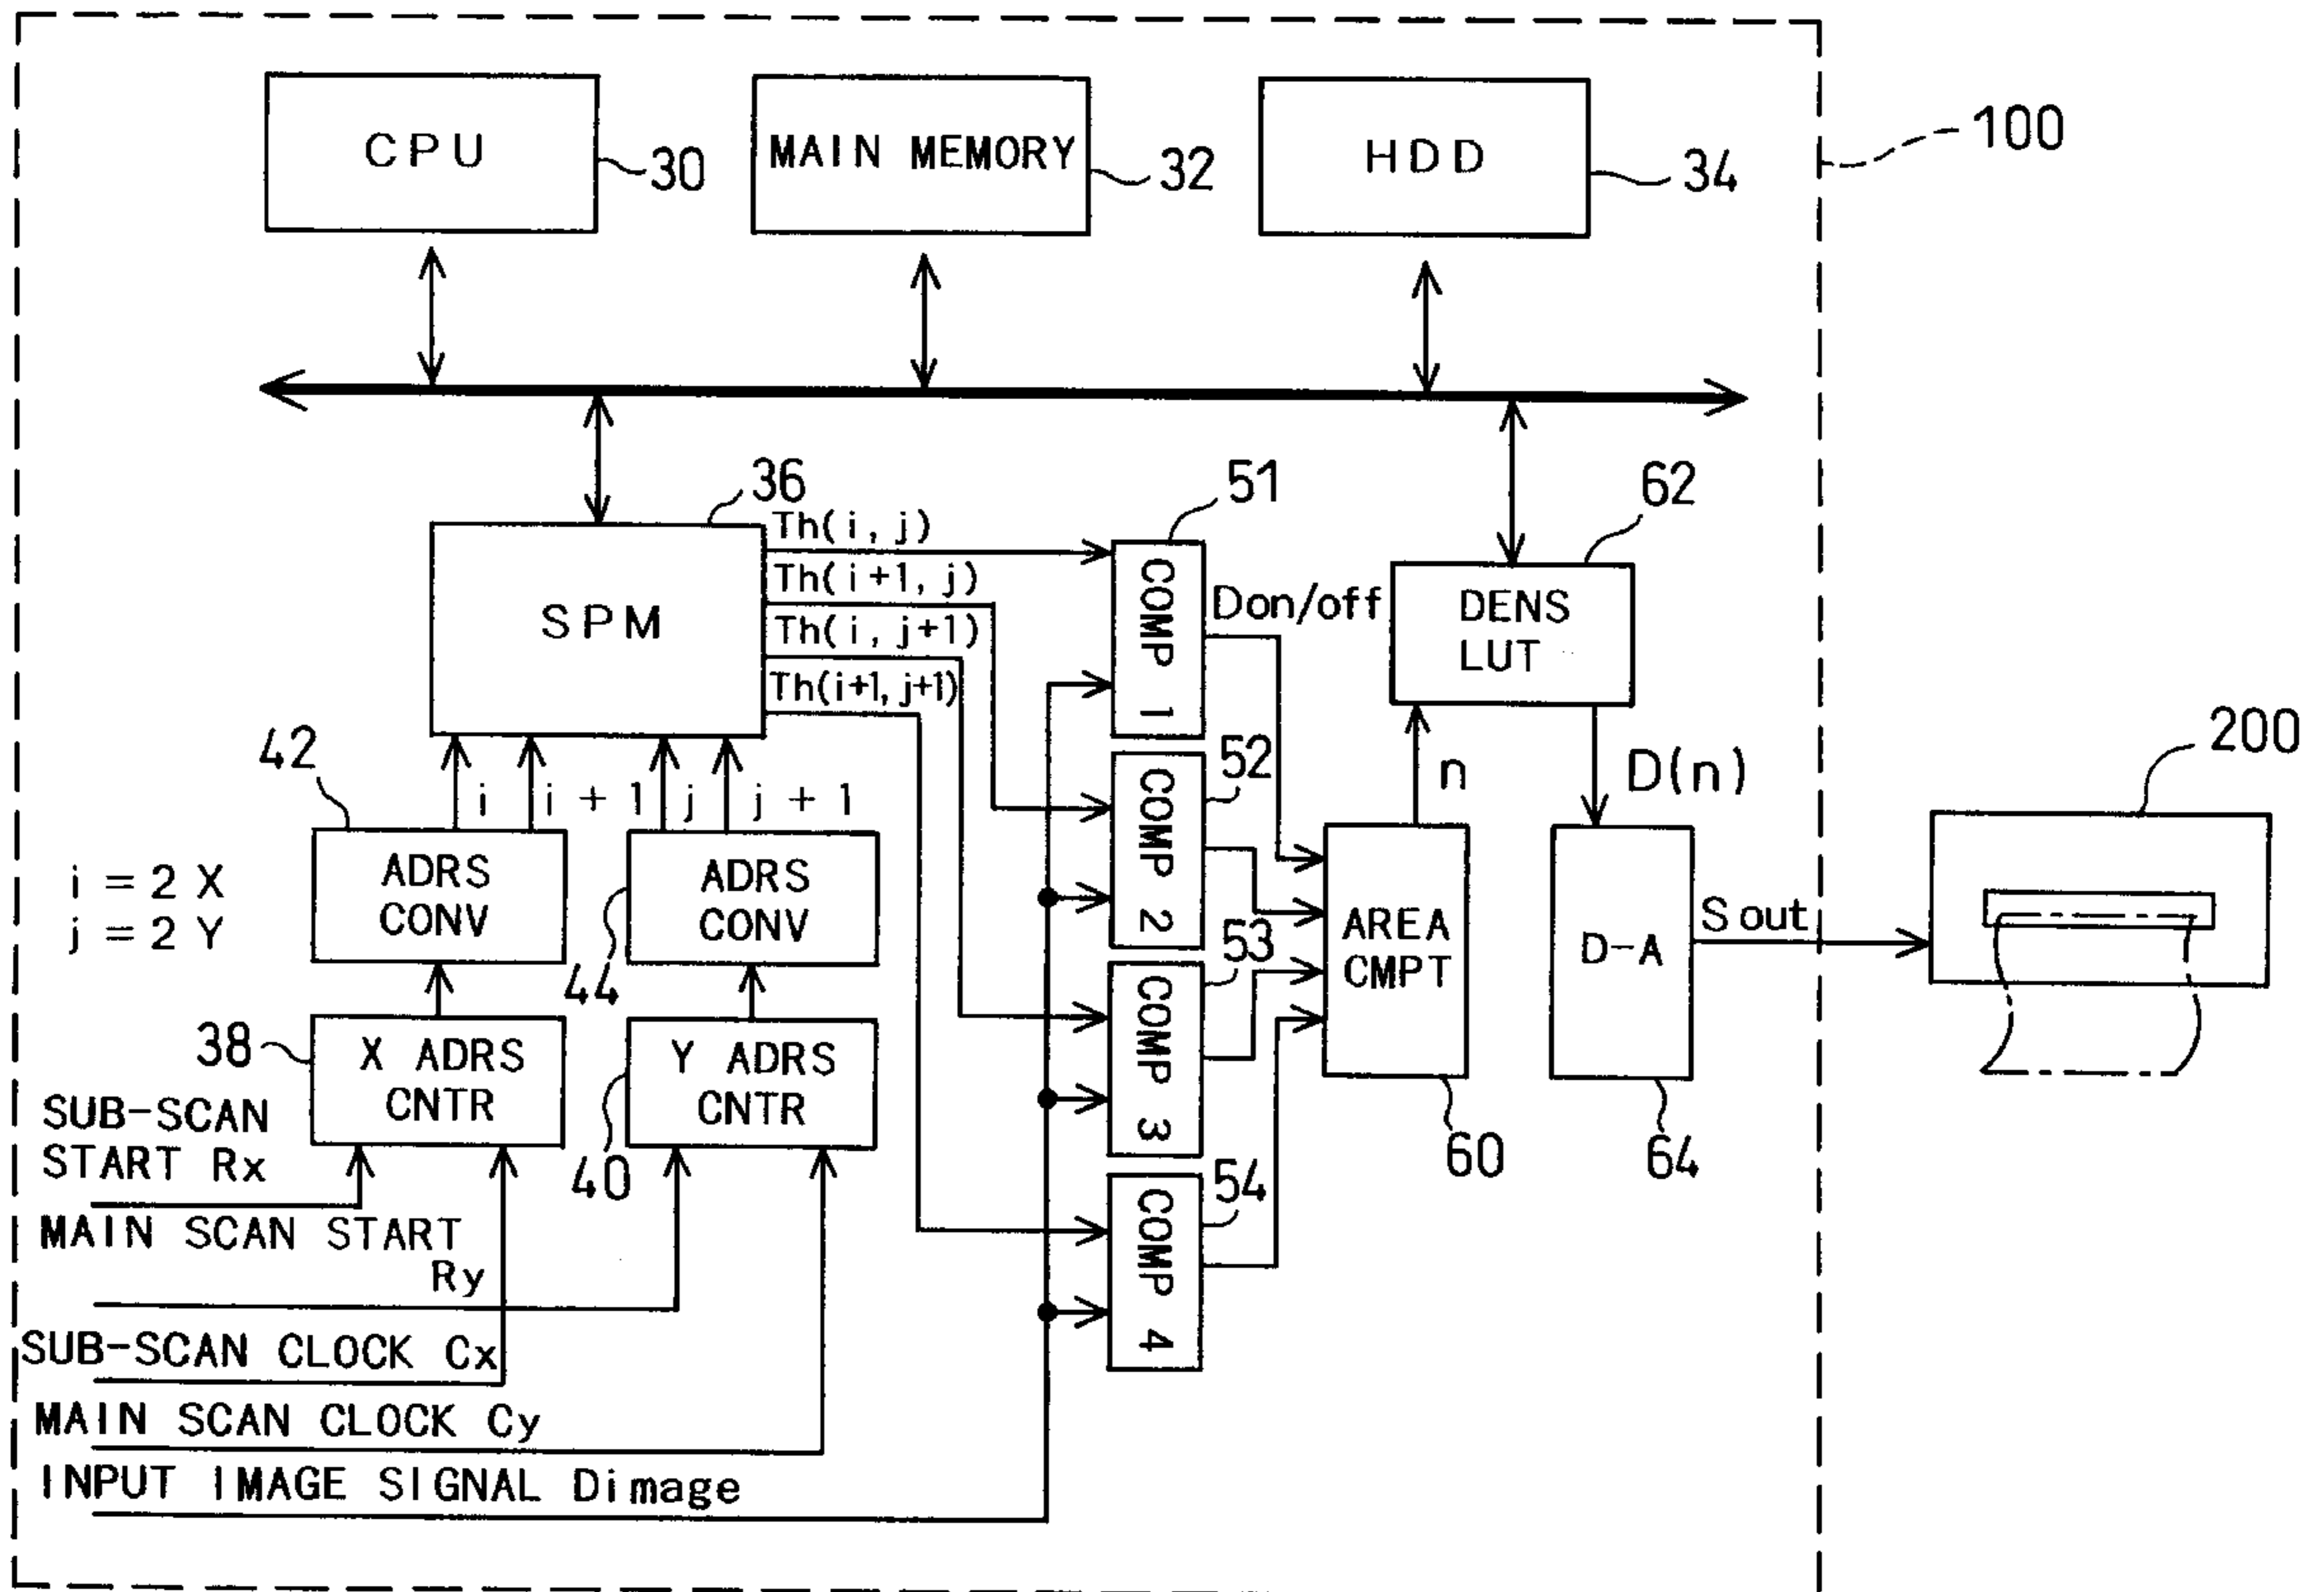 CPU
30
MAIN MEMORY
32
HDD
34
100
36
SPM
Th(i, j)
Th(i+1, j)
Th(i, j+1)
Th(i+1, j+1)
51
COMP 1
Don/off
62
DENS
LUT
42
i
i + 1
j
j + 1
52
COMP 2
n
D(n)
200
i = 2 X
j = 2 Y
ADRS
CONV
44
ADRS
CONV
53
COMP 3
AREA
CMPT
60
D-A
64
Sout
38
X ADRS
CNTR
40
Y ADRS
CNTR
54
COMP 4
SUB-SCAN
START Rx
MAIN SCAN START
Ry
SUB-SCAN CLOCK Cx
MAIN SCAN CLOCK Cy
INPUT IMAGE SIGNAL Dimage